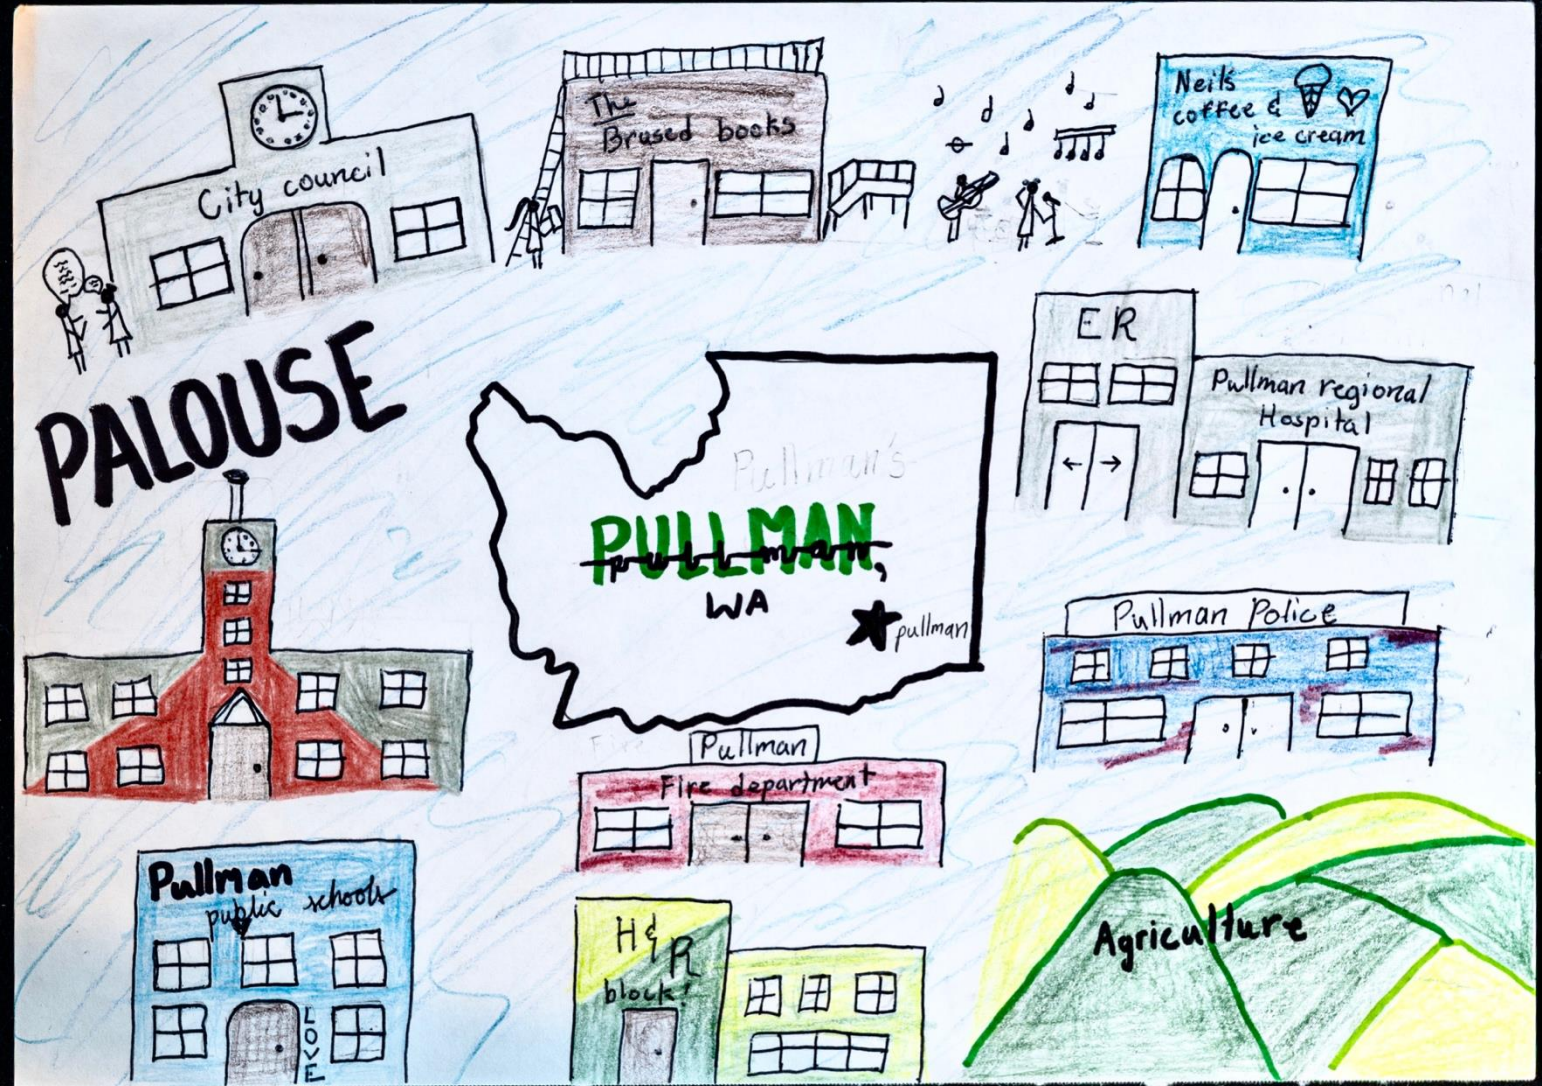 City council
The
Brused books
Neil's
coffee &
ice cream
ER
Pullman regional
Hospital
PALOUSE
Pullman's
PULLMAN,
pullman
WA
pullman
Pullman Police
Fire
Pullman
Fire department
Pullman
public schools
LOVE
H & R
block!
Agriculture